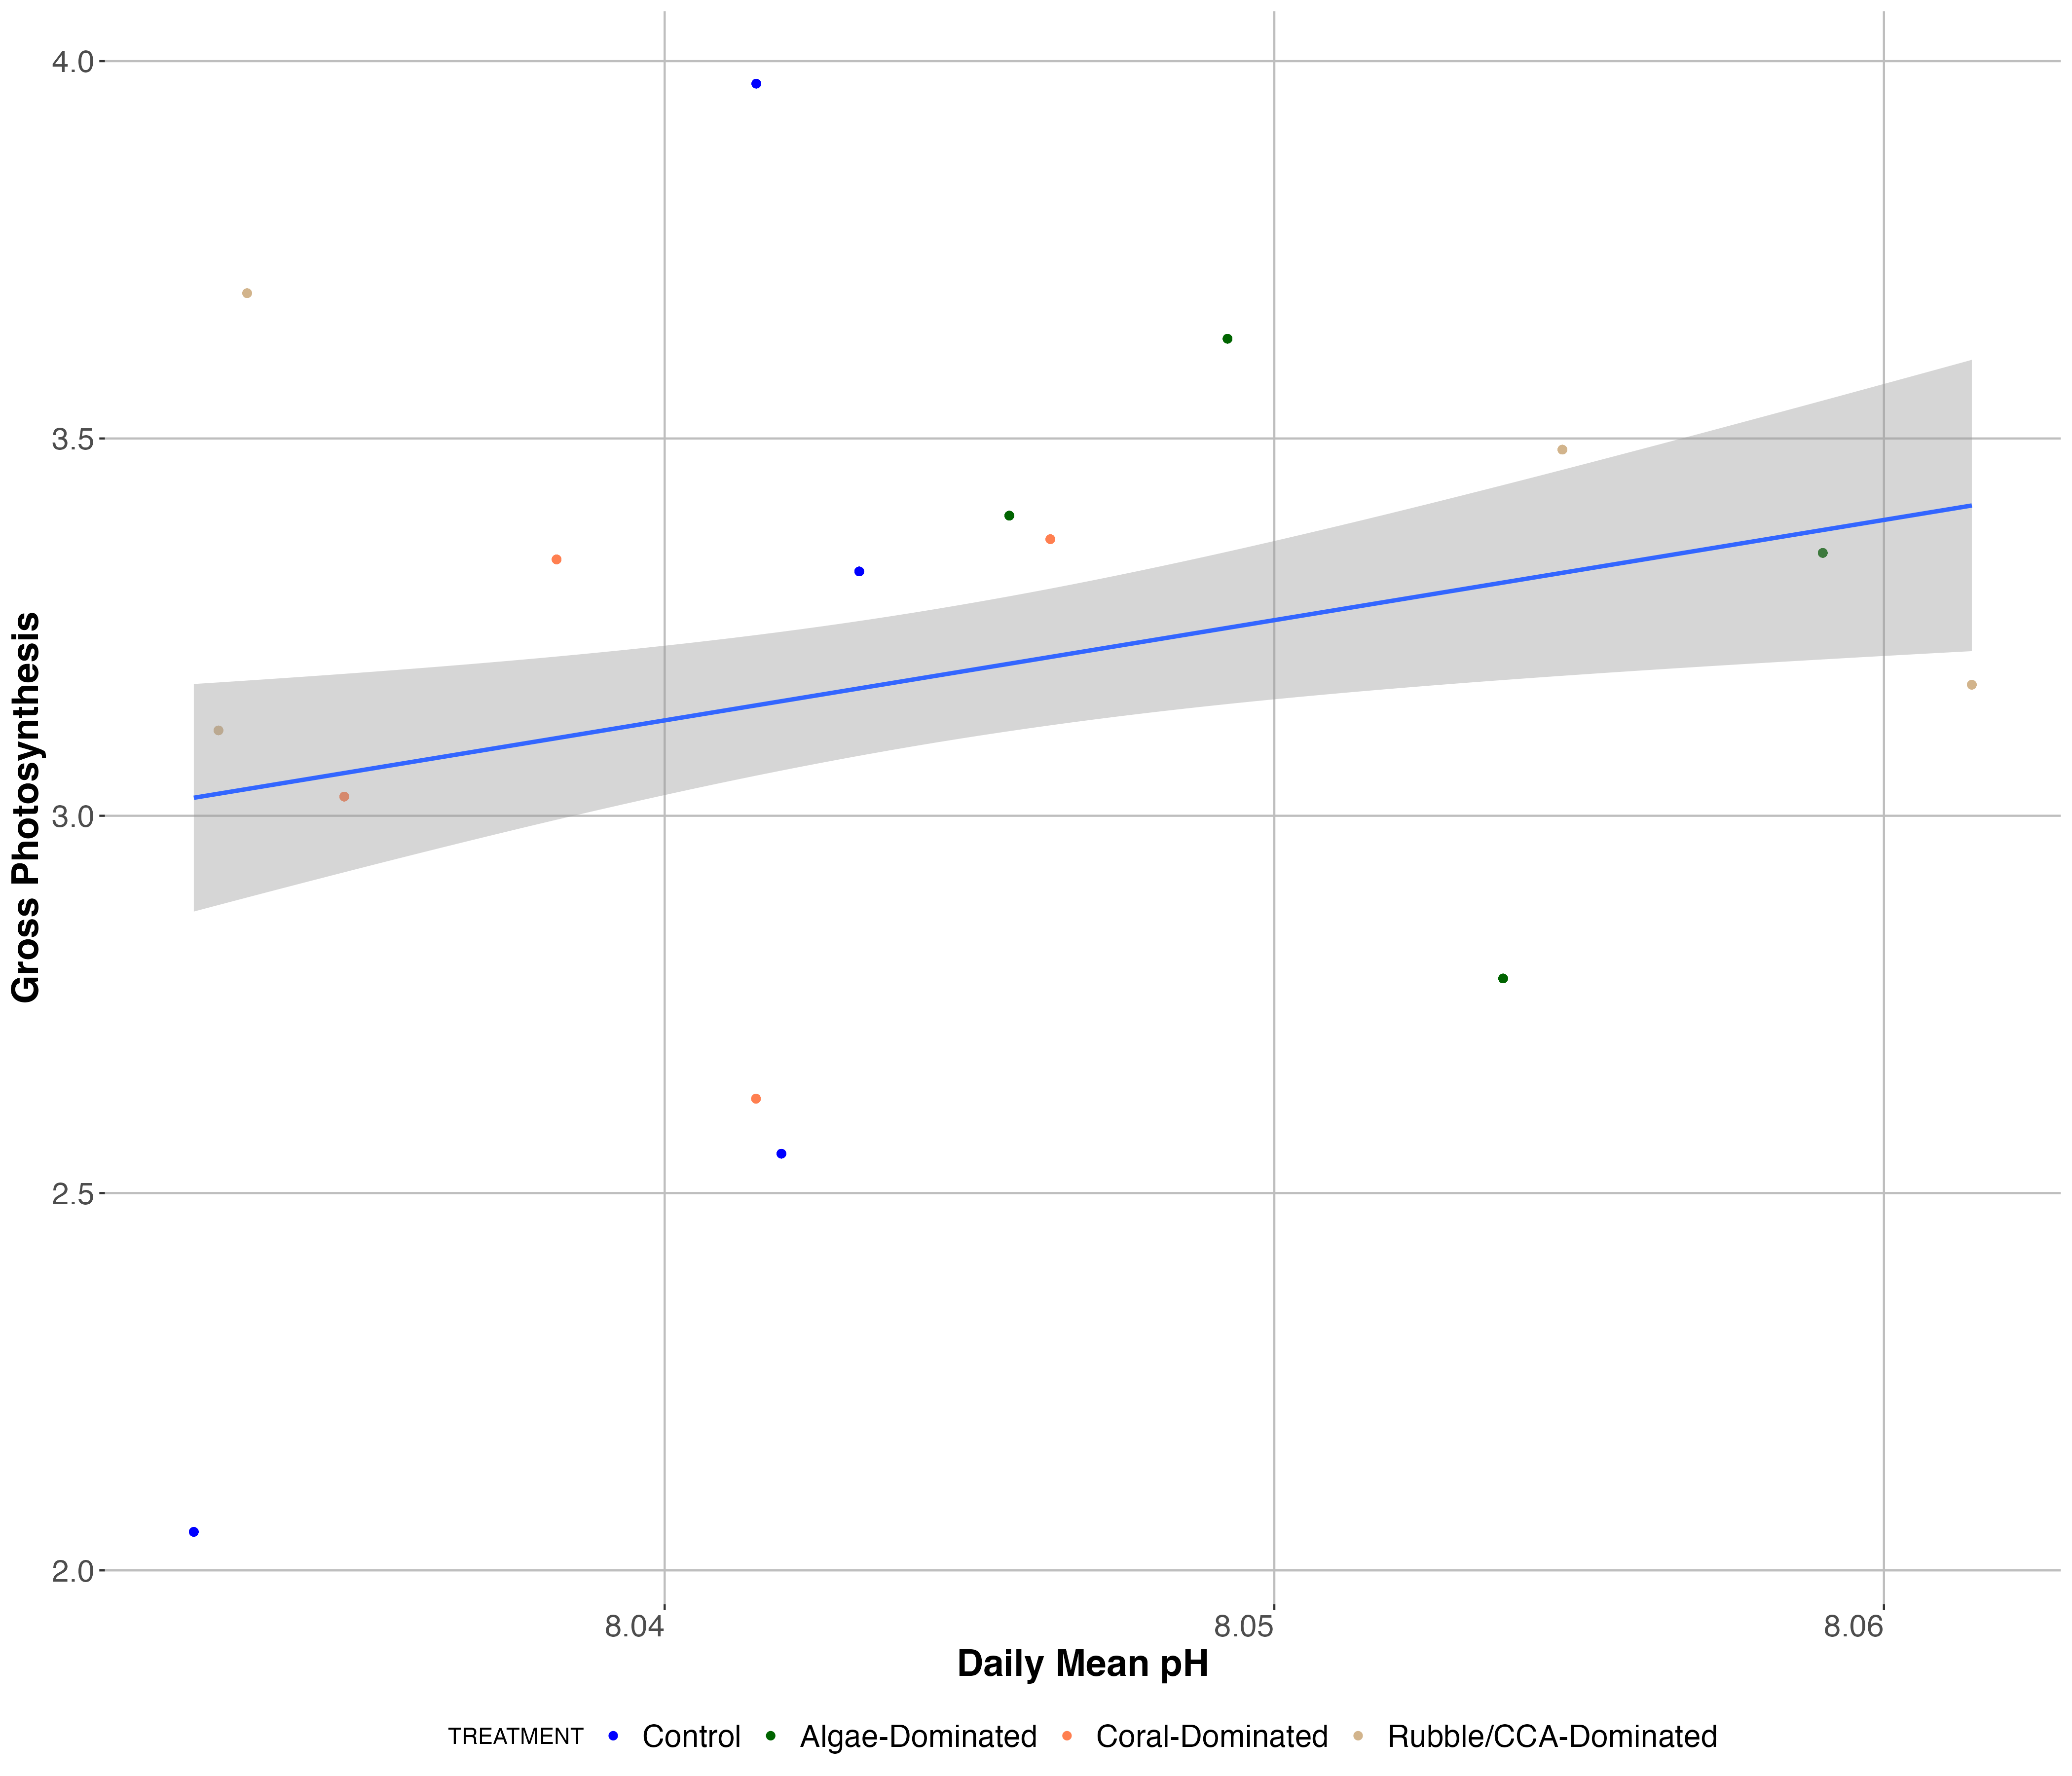 4.0
3.5
3.0
2.5
2.0
Gross Photosynthesis
8.04 8.05 8.06
Daily Mean pH
TREATMENT Control Algae-Dominated Coral-Dominated Rubble/CCA-Dominated